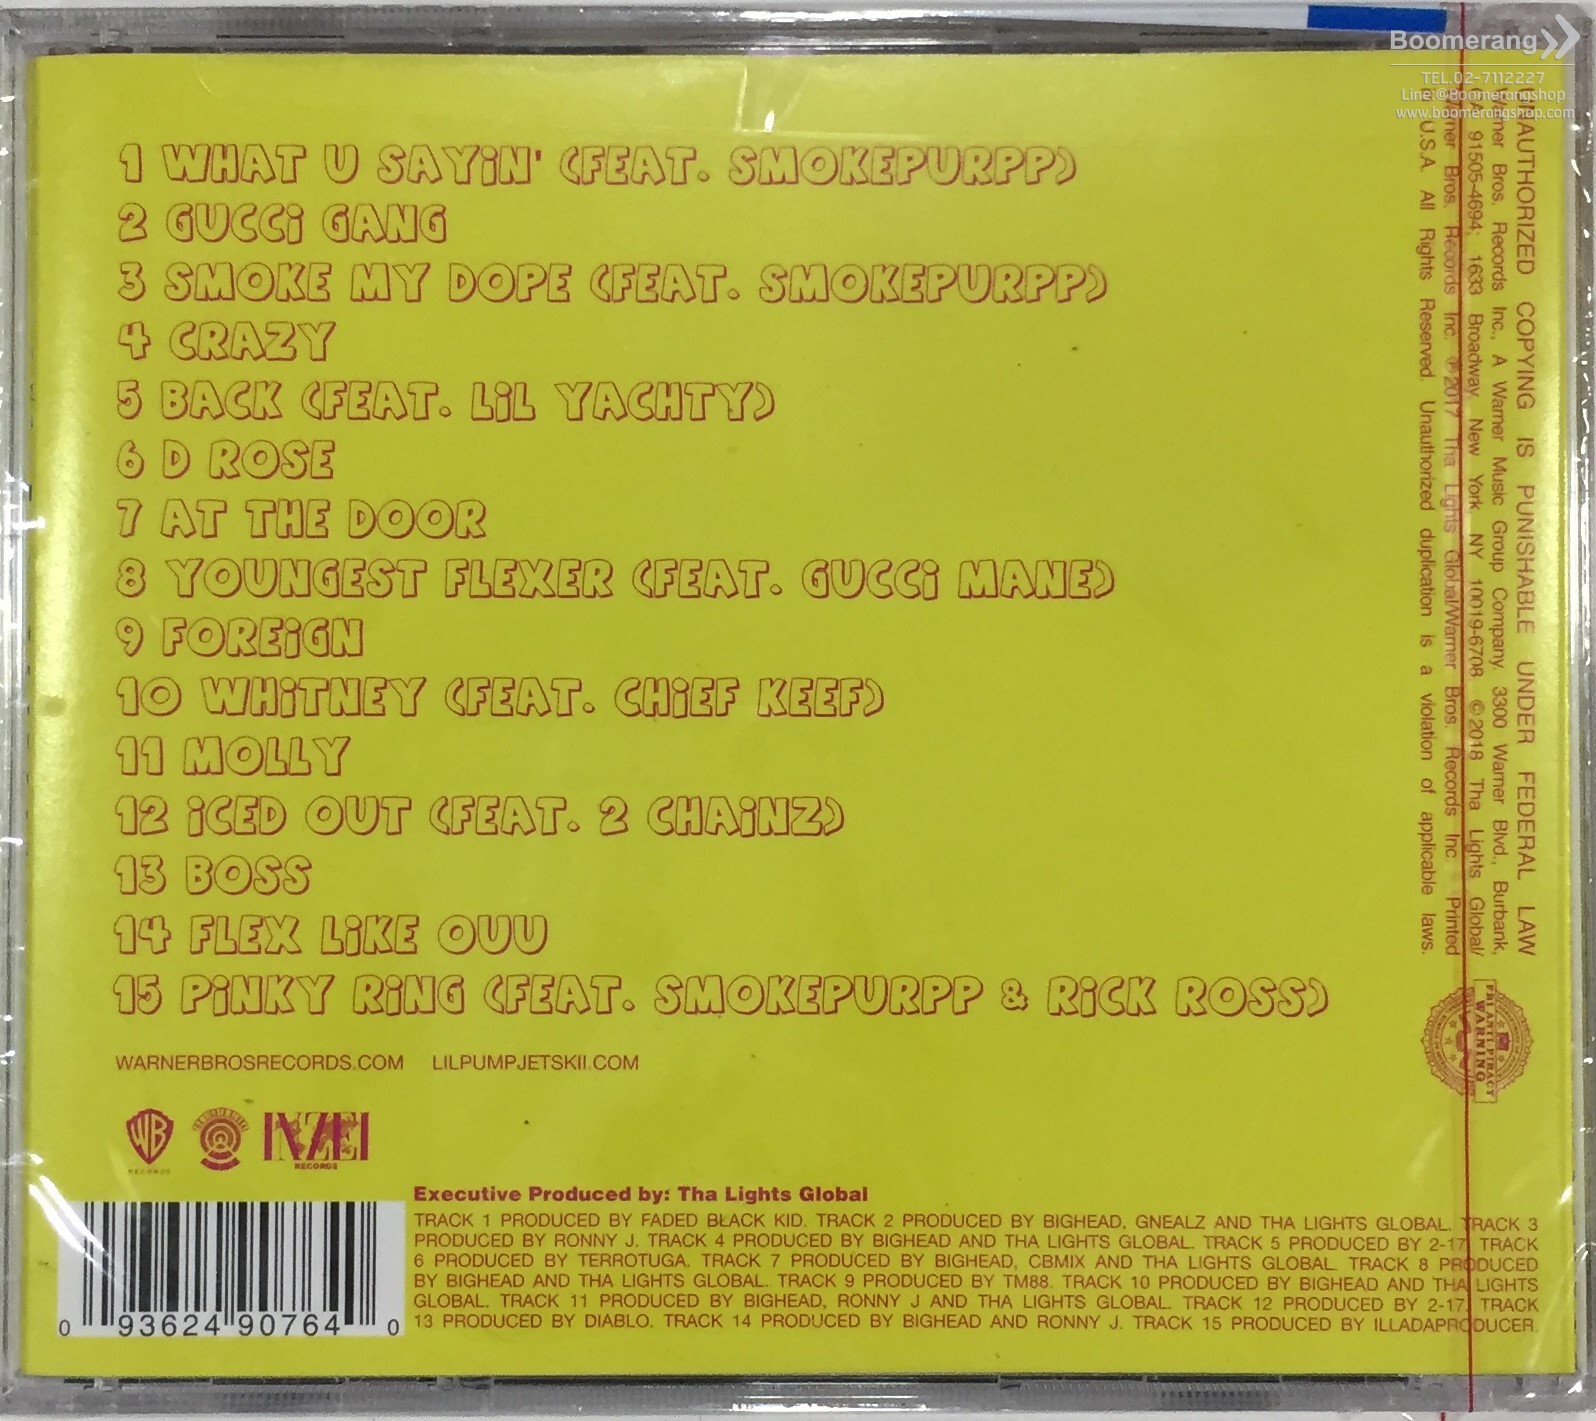 Boomerang
TEL.02-7112227
Line @Boomerangshop
www.boomerangshop.com
1 WHAT U SAYiN' (FEAT. SMOKEPURPP)
2 GUCCi GANG
3 SMOKE MY DOPE (FEAT. SMOKEPURPP)
4 CRAZY
5 BACK (FEAT. LiL YACHTY)
6 D ROSE
7 AT THE DOOR
8 YOUNGEST FLEXER (FEAT. GUCCi MANE)
9 FOREiGN
10 WHiTNEY (FEAT. CHiEF KEEF)
11 MOLLY
12 iCED OUT (FEAT. 2 CHAiNZ)
13 BOSS
14 FLEX LiKE OUU
15 PiNKY RiNG (FEAT. SMOKEPURPP & RiCK ROSS)
WARNERBROSRECORDS.COM LILPUMPJETSKII.COM
WB
RECORDS
THA LIGHTS GLOBAL
INZEI
RECORDS
Executive Produced by: Tha Lights Global
TRACK 1 PRODUCED BY FADED BLACK KID. TRACK 2 PRODUCED BY BIGHEAD, GNEALZ AND THA LIGHTS GLOBAL. TRACK 3
PRODUCED BY RONNY J. TRACK 4 PRODUCED BY BIGHEAD AND THA LIGHTS GLOBAL. TRACK 5 PRODUCED BY 2-17. TRACK
6 PRODUCED BY TERROTUGA. TRACK 7 PRODUCED BY BIGHEAD, CBMIX AND THA LIGHTS GLOBAL. TRACK 8 PRODUCED
BY BIGHEAD AND THA LIGHTS GLOBAL. TRACK 9 PRODUCED BY TM88. TRACK 10 PRODUCED BY BIGHEAD AND THA LIGHTS
GLOBAL. TRACK 11 PRODUCED BY BIGHEAD, RONNY J AND THA LIGHTS GLOBAL. TRACK 12 PRODUCED BY 2-17. TRACK
13 PRODUCED BY DIABLO. TRACK 14 PRODUCED BY BIGHEAD AND RONNY J. TRACK 15 PRODUCED BY ILLADAPRODUCER.
0 93624 90764 0
UNAUTHORIZED COPYING IS PUNISHABLE UNDER FEDERAL LAW
Warner Bros. Records Inc., A Warner Music Group Company. 3300 Warner Blvd., Burbank,
CA 91505-4694; 1633 Broadway, New York, NY 10019-6708 ©2018 Tha Lights Global/
Warner Bros. Records Inc. ℗2017 Tha Lights Global/Warner Bros. Records Inc. Printed
U.S.A. All Rights Reserved. Unauthorized duplication is a violation of applicable laws.
FBI ANTI-PIRACY
WARNING